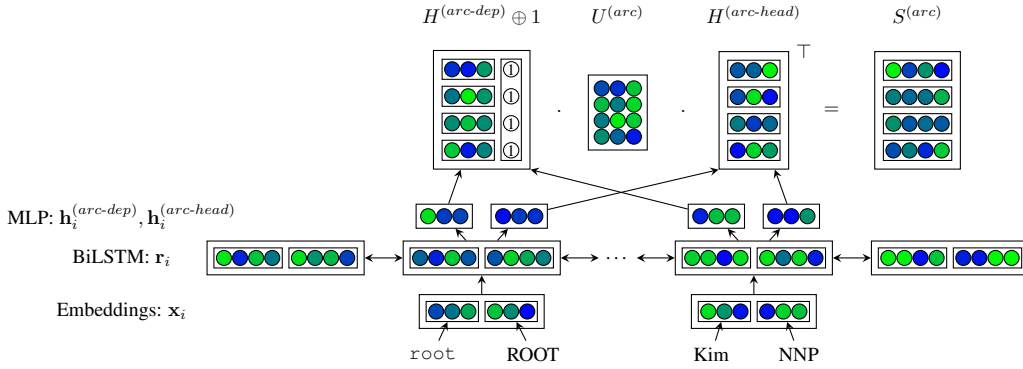 H^(arc-dep) ⊕ 1 U^(arc) H^(arc-head) S^(arc)
⊤
1
1
· · =
1
1
MLP: h_i^(arc-dep), h_i^(arc-head)
BiLSTM: r_i ...
Embeddings: x_i
root ROOT Kim NNP